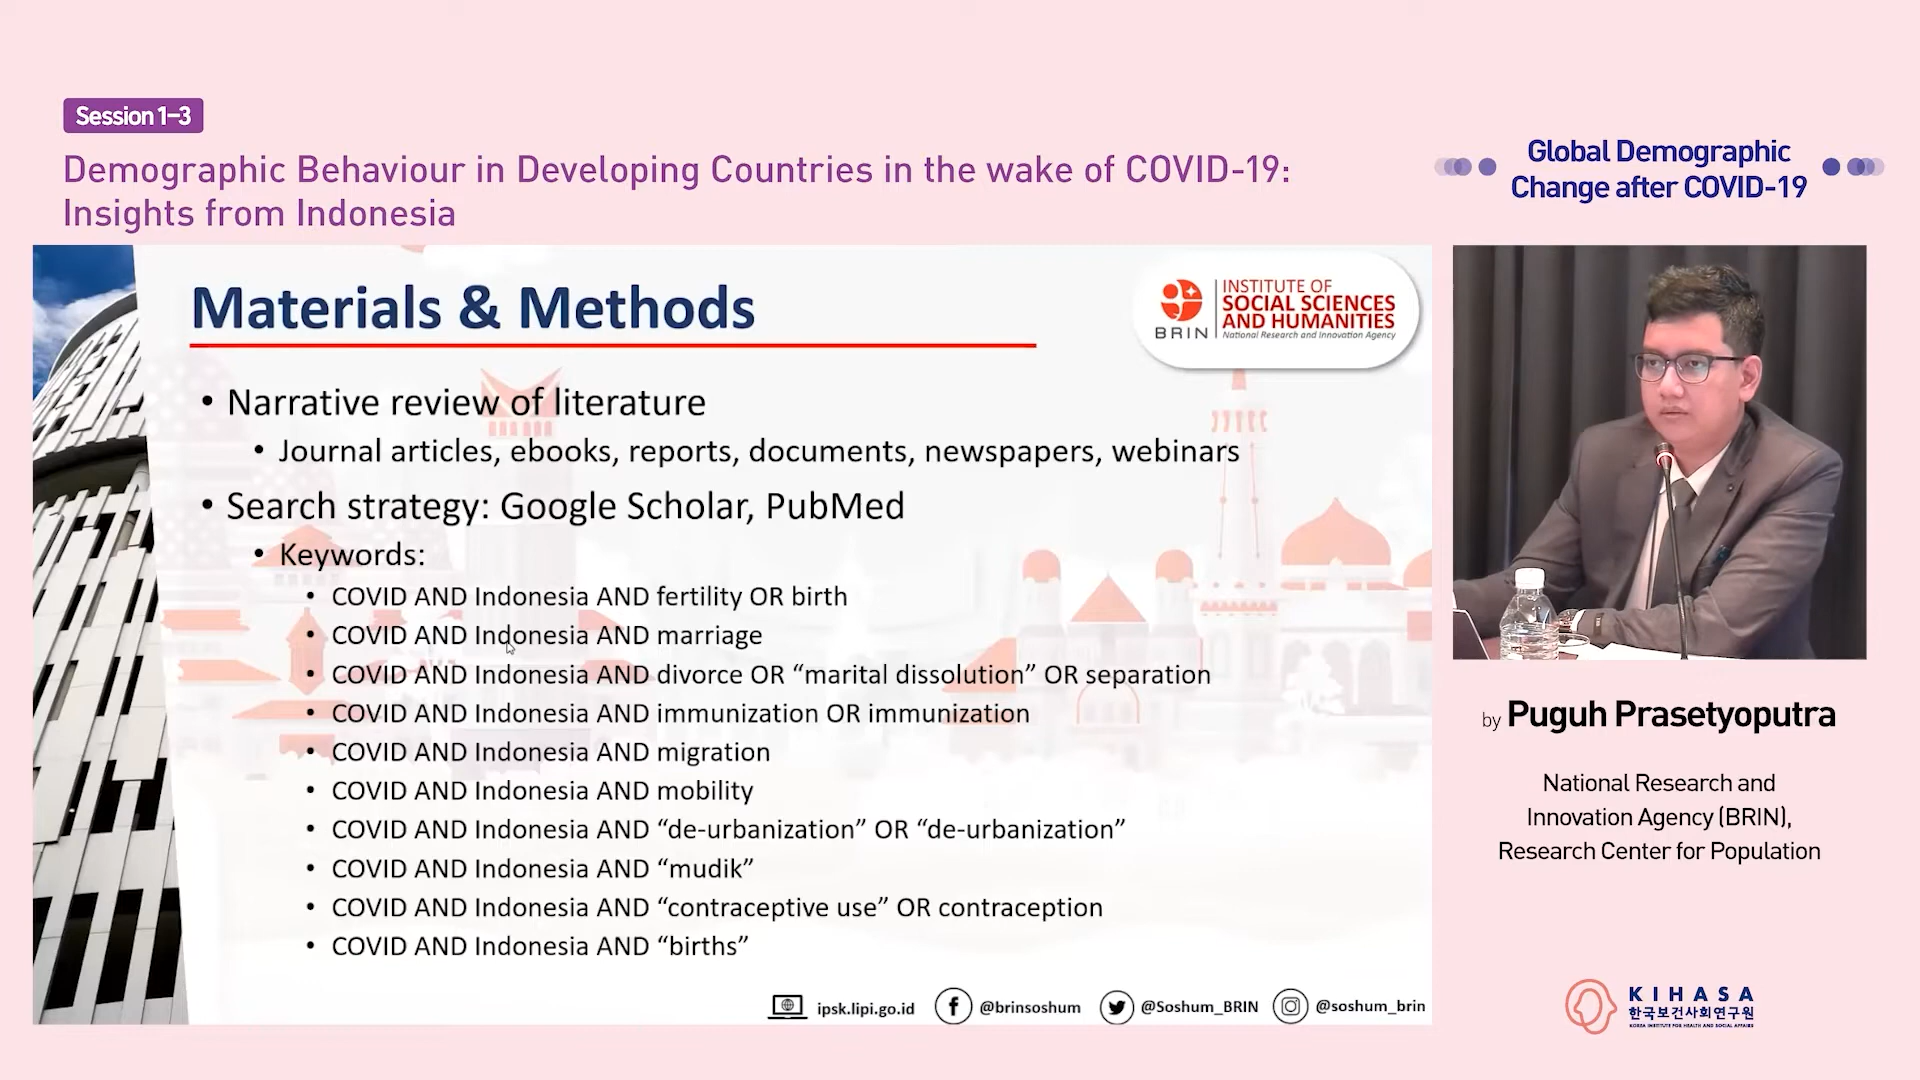 Session 1–3
Demographic Behaviour in Developing Countries in the wake of COVID-19:
Insights from Indonesia
Global Demographic
Change after COVID-19
Materials & Methods
BRIN
INSTITUTE OF
SOCIAL SCIENCES
AND HUMANITIES
National Research and Innovation Agency
• Narrative review of literature
• Journal articles, ebooks, reports, documents, newspapers, webinars
• Search strategy: Google Scholar, PubMed
• Keywords:
• COVID AND Indonesia AND fertility OR birth
• COVID AND Indonesia AND marriage
• COVID AND Indonesia AND divorce OR “marital dissolution” OR separation
• COVID AND Indonesia AND immunization OR immunization
• COVID AND Indonesia AND migration
• COVID AND Indonesia AND mobility
• COVID AND Indonesia AND “de-urbanization” OR “de-urbanization”
• COVID AND Indonesia AND “mudik”
• COVID AND Indonesia AND “contraceptive use” OR contraception
• COVID AND Indonesia AND “births”
ipsk.lipi.go.id @brinsoshum @Soshum_BRIN @soshum_brin
by Puguh Prasetyoputra
National Research and
Innovation Agency (BRIN),
Research Center for Population
KIHASA
한국보건사회연구원
KOREA INSTITUTE FOR HEALTH AND SOCIAL AFFAIRS